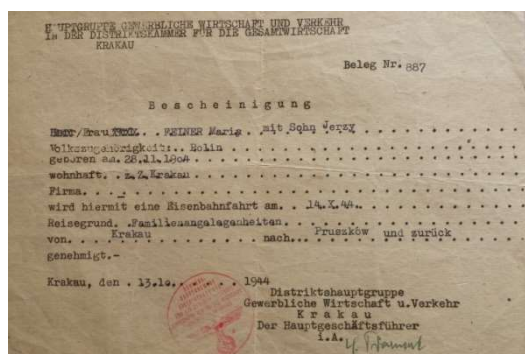 HAUPTGRUPPE GEWERBLICHE WIRTSCHAFT UND VERKEHR
IN DER DISTRIKTSKAMMER FÜR DIE GESAMTWIRTSCHAFT
KRAKAU
Beleg Nr. 887
Bescheinigung
Herr/Frau/ . . REINER Maria . mit Sohn Jerzy . . . . . . . . . .
Volkszugehörigkeit: . . Polin . . . . . . . . . . . . . . . . . .
geboren am. 28.11.1904 . . . . . . . . . . . . . . . . . . . .
wohnhaft. . z.Z.Krakau . . . . . . . . . . . . . . . . . . . .
Firma. . . - . . . . . . . . . . . . . . . . . . . . . . . . .
wird hiermit eine Eisenbahnfahrt am. . 14.X.44. . . . . . . . .
Reisegrund. . Familienangelegenheiten. . . . . . . . . . . . . .
von. . . Krakau . . . . . . . nach... Pruszków und zurück
genehmigt.-
Krakau, den . 13.10. . . . . . . 1944
Distriktshauptgruppe
Gewerbliche Wirtschaft u.Verkehr
Krakau
Der Hauptgeschäftsführer
i.A.